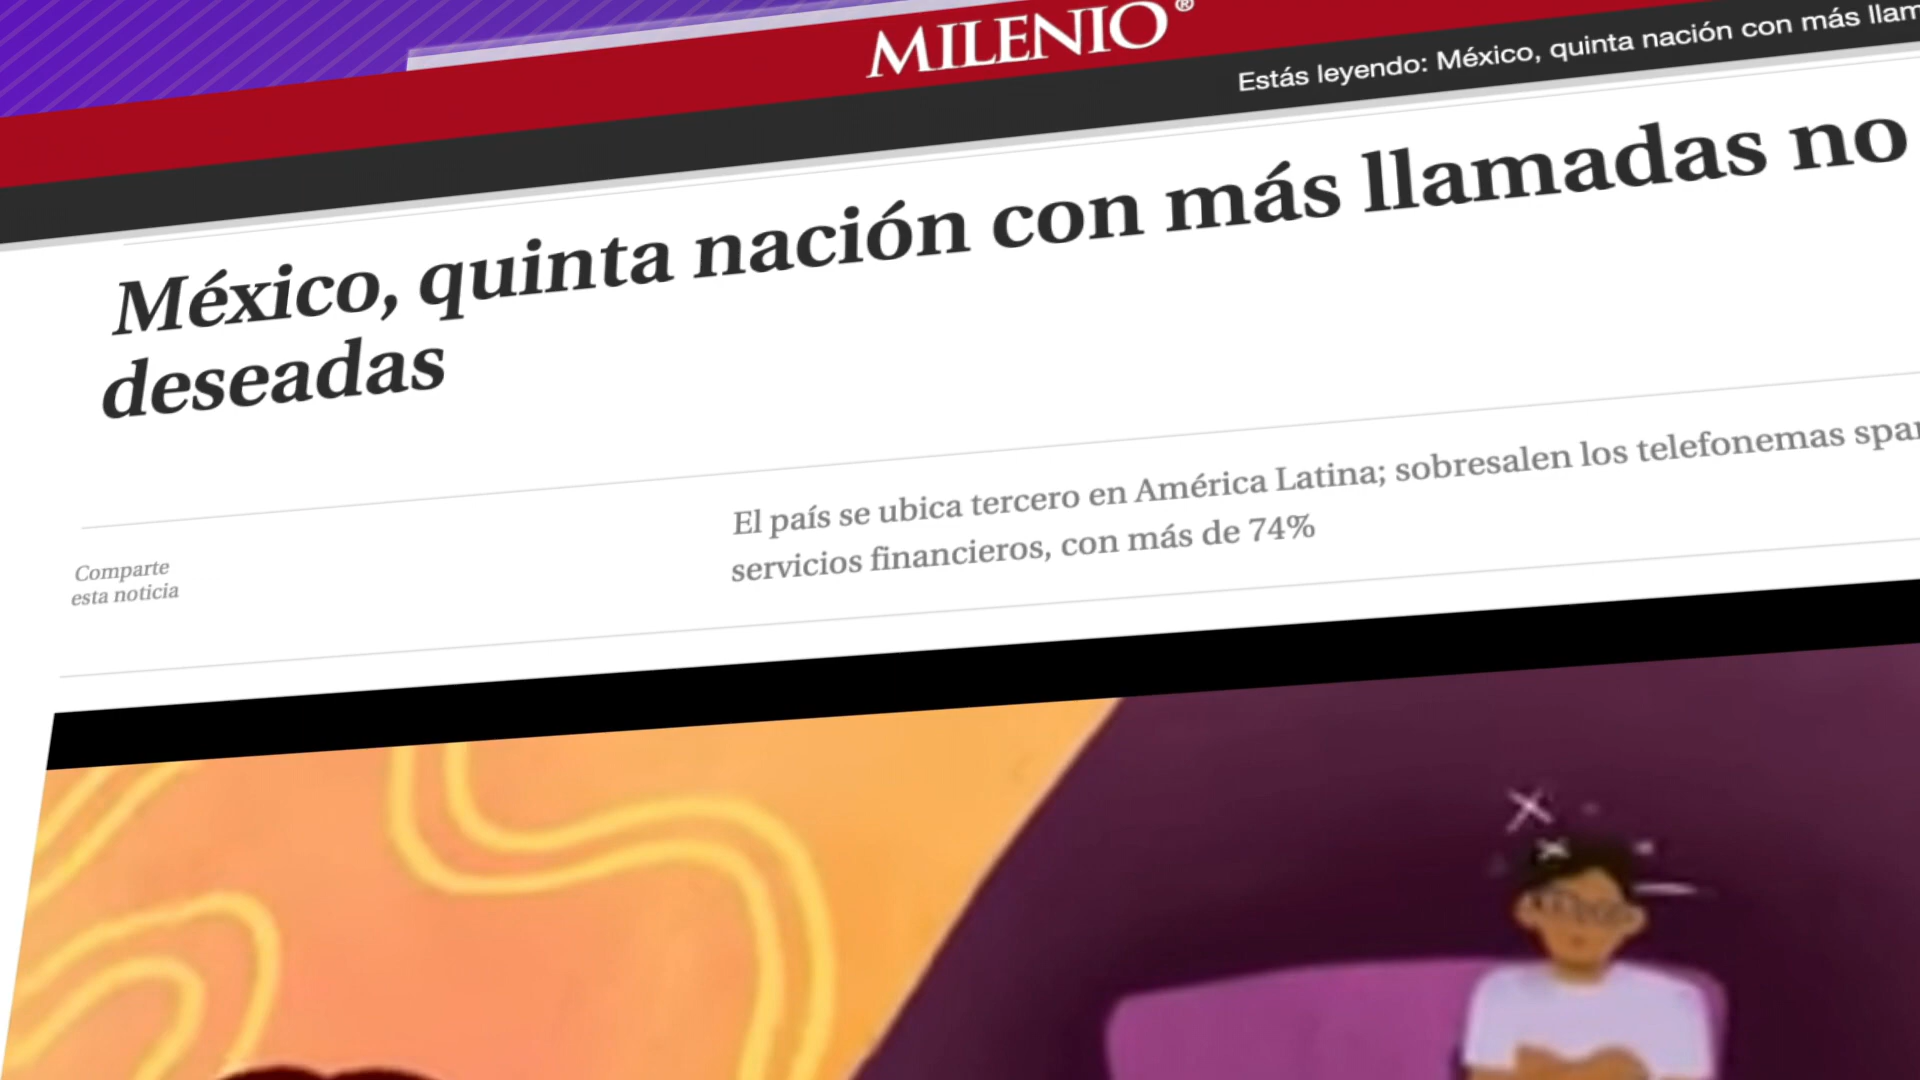 MILENIO®
Estás leyendo: México, quinta nación con más
México, quinta nación con más llamadas no
deseadas
El país se ubica tercero en América Latina; sobresalen los telefonemas
servicios financieros, con más de 74%
Comparte
esta noticia